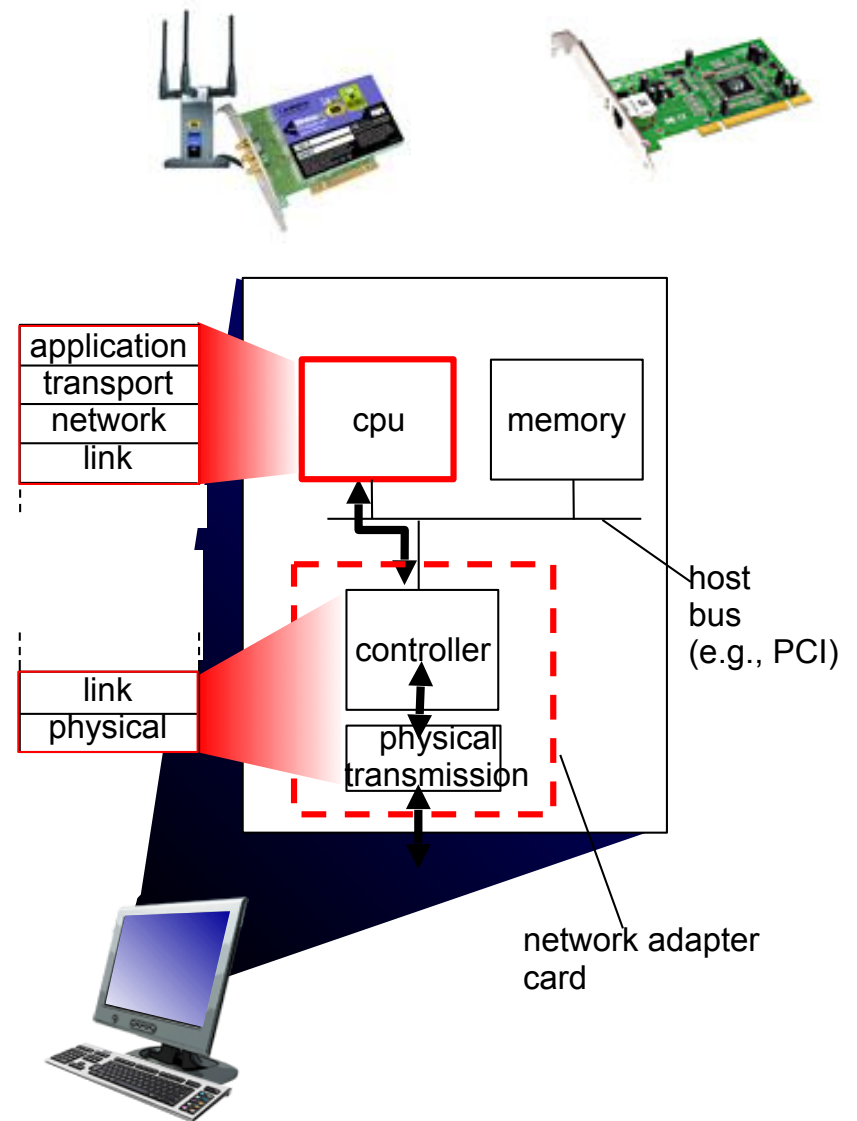 application
transport
network
link
cpu
memory
host
bus
(e.g., PCI)
controller
link
physical
physical
transmission
network adapter
card